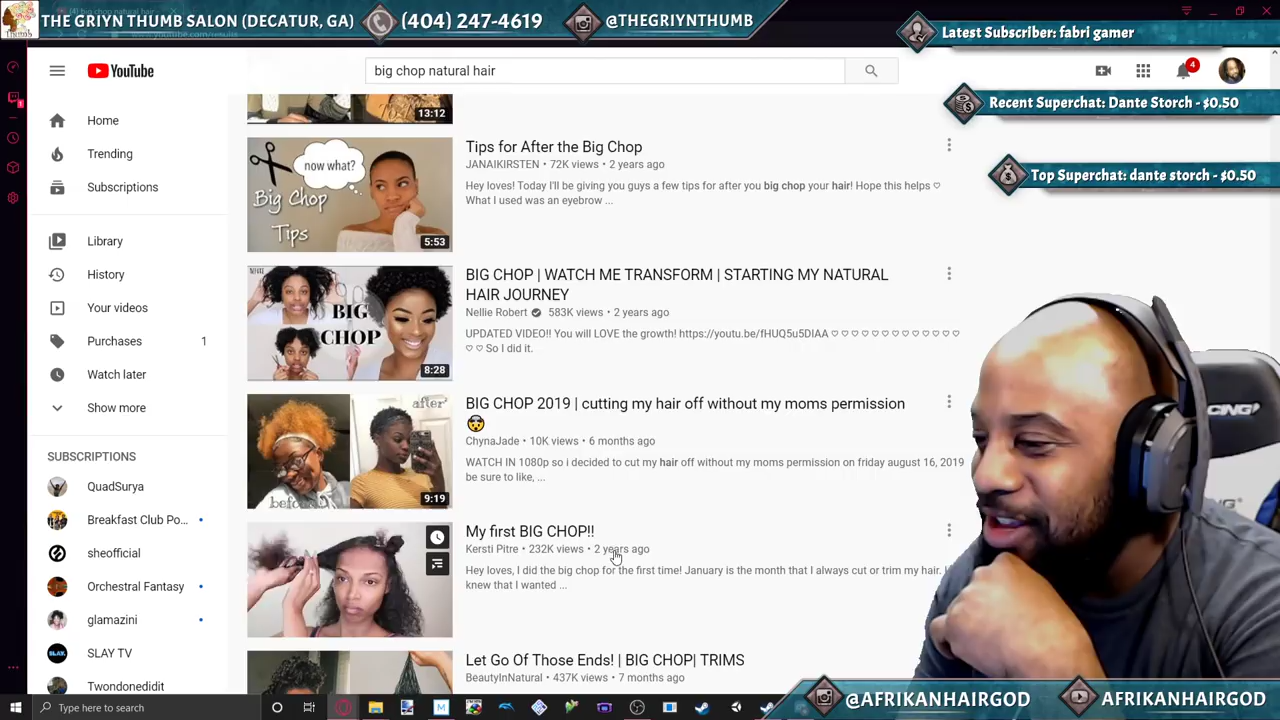 THE GRIYN THUMB SALON (DECATUR, GA)
(404) 247-4619
@THEGRIYNTHUMB
Latest Subscriber: fabri gamer
Recent Superchat: Dante Storch - $0.50
Top Superchat: dante storch - $0.50
YouTube
big chop natural hair
4
Home
Trending
Subscriptions
Library
History
Your videos
Purchases 1
Watch later
Show more
SUBSCRIPTIONS
QuadSurya
Breakfast Club Po...
sheofficial
Orchestral Fantasy
glamazini
SLAY TV
Twondonedidit
13:12
now what?
Big Chop
Tips
5:53
Tips for After the Big Chop
JANAIKIRSTEN • 72K views • 2 years ago
Hey loves! Today I'll be giving you guys a few tips for after you big chop your hair! Hope this helps ♡
What I used was an eyebrow ...
BIG
CHOP
8:28
BIG CHOP | WATCH ME TRANSFORM | STARTING MY NATURAL
HAIR JOURNEY
Nellie Robert 583K views • 2 years ago
UPDATED VIDEO!! You will LOVE the growth! https://youtu.be/fHUQ5u5DIAA ♡ ♡ ♡ ♡ ♡ ♡ ♡ ♡ ♡ ♡ ♡ ♡
♡ ♡ So I did it.
after
before
9:19
BIG CHOP 2019 | cutting my hair off without my moms permission
🤯
ChynaJade • 10K views • 6 months ago
WATCH IN 1080p so i decided to cut my hair off without my moms permission on friday august 16, 2019
be sure to like, ...
My first BIG CHOP!!
Kersti Pitre • 232K views • 2 years ago
Hey loves, I did the big chop for the first time! January is the month that I always cut or trim my hair. I
knew that I wanted ...
Let Go Of Those Ends! | BIG CHOP| TRIMS
BeautyInNatural • 437K views • 7 months ago
CING
Type here to search
@AFRIKANHAIRGOD
AFRIKANHAIRGOD